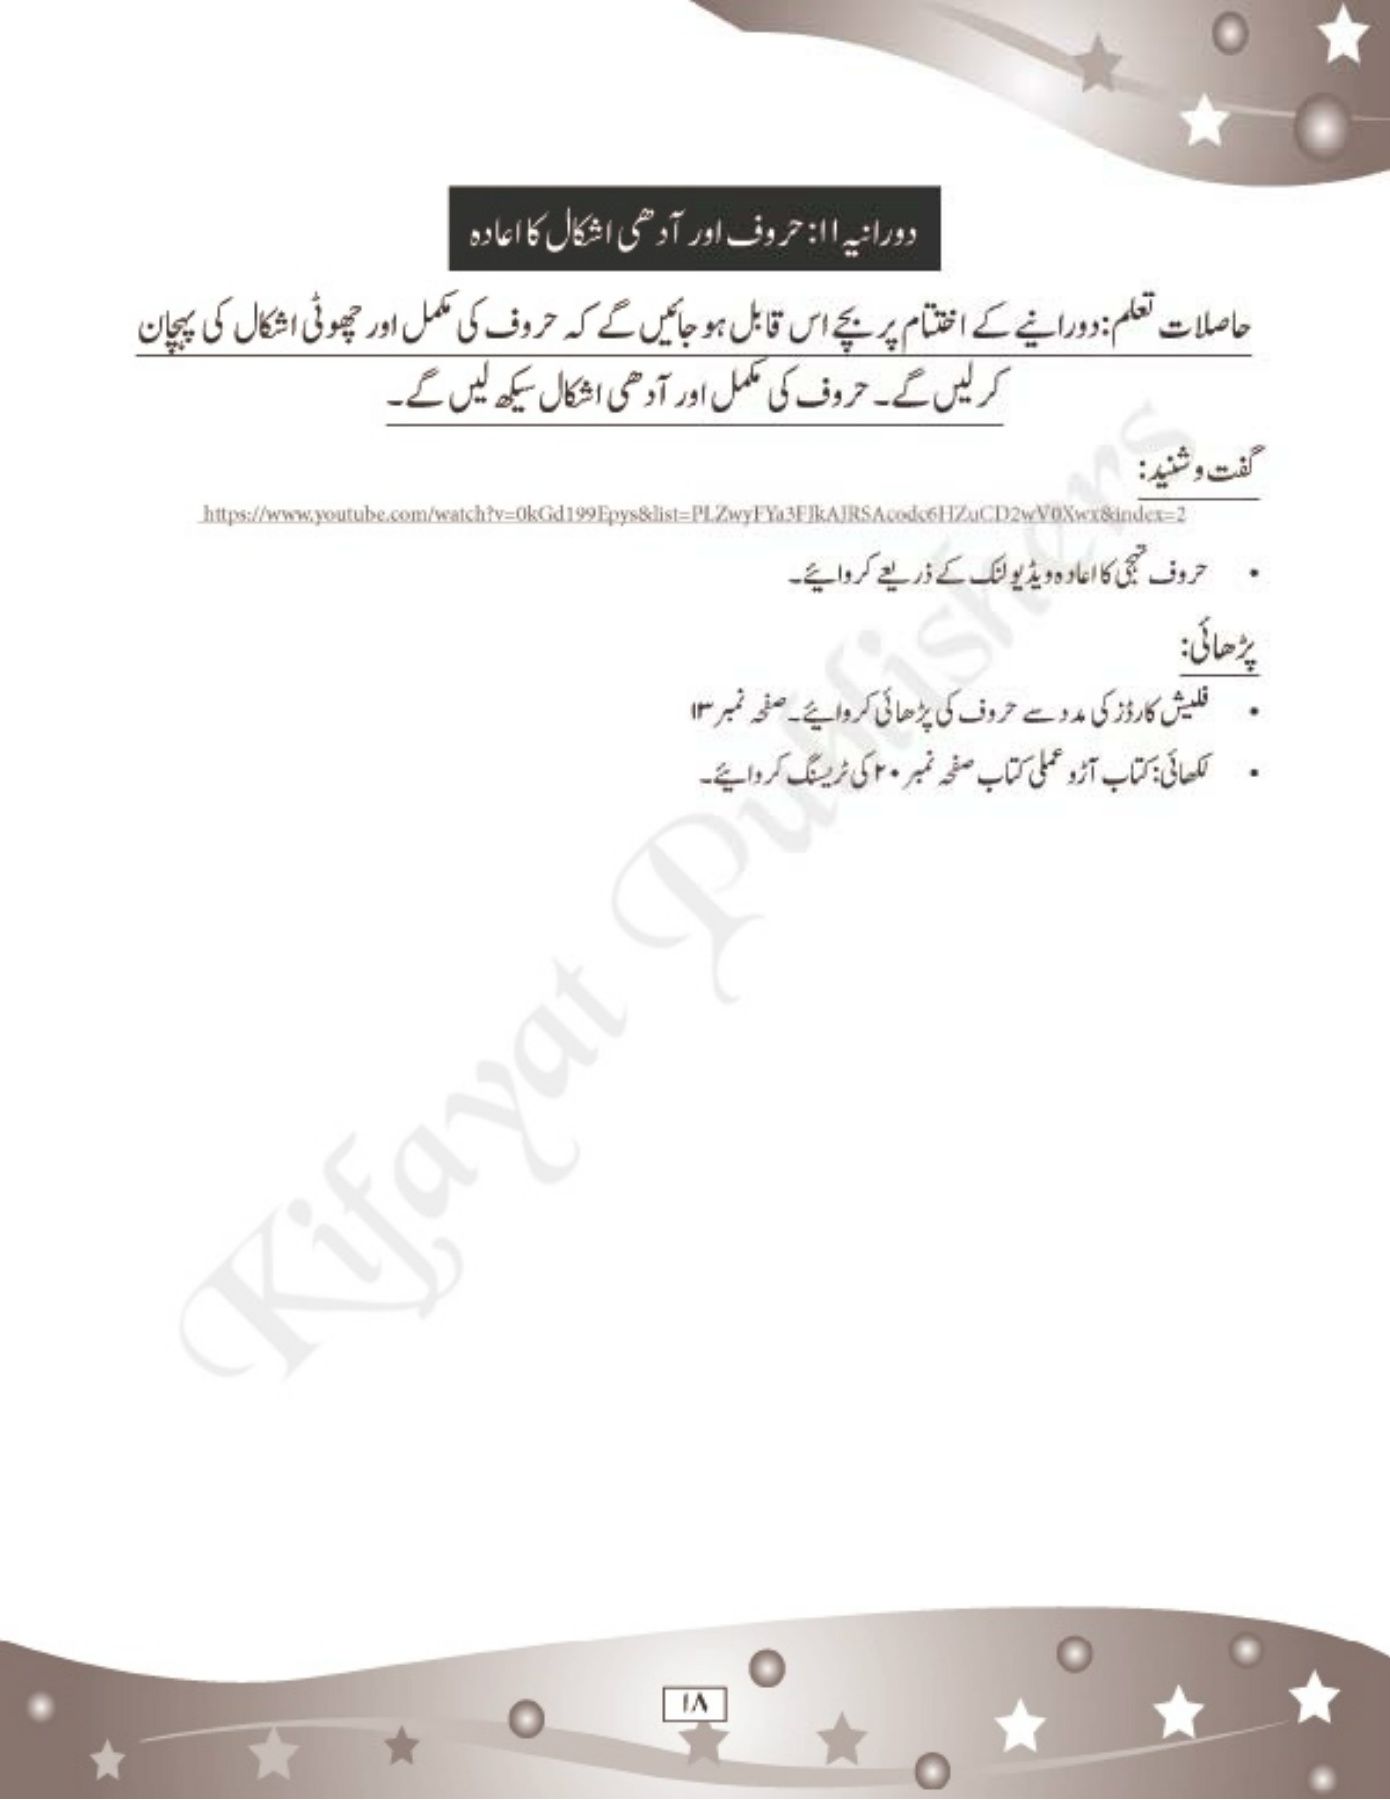 دورانیہ ۱۱: حروف اور آدھی اشکال کا اعادہ
حاصلات تعلم: دورانیے کے اختتام پر بچے اس قابل ہو جائیں گے کہ حروف کی مکمل اور چھوٹی اشکال کی پہچان
کر لیں گے۔ حروف کی مکمل اور آدھی اشکال سیکھ لیں گے۔
گفت و شنید:
https://www.youtube.com/watch?v=0kGd199Epys&list=PLZwyFYa3FJkAJRSAcodc6HZuCD2wV0Xwx&index=2
• حروف تہجی کا اعادہ ویڈیو لنک کے ذریعے کروائیے۔
پڑھائی:
• فلیش کارڈز کی مدد سے حروف کی پڑھائی کروائیے۔ صفحہ نمبر ۱۳
• لکھائی: کتاب آڑو عملی کتاب صفحہ نمبر ۲۰ کی ٹریسنگ کروائیے۔
Kifayat Publishers
۱۸